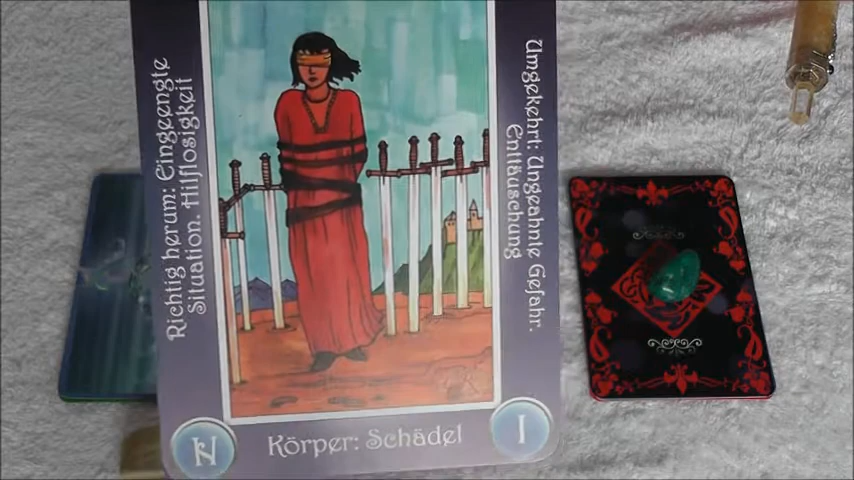 Richtig herum: Eingeengte
Situation. Hilflosigkeit
Umgekehrt: Ungeahnte Gefahr.
Enttäuschung
Körper: Schädel
I